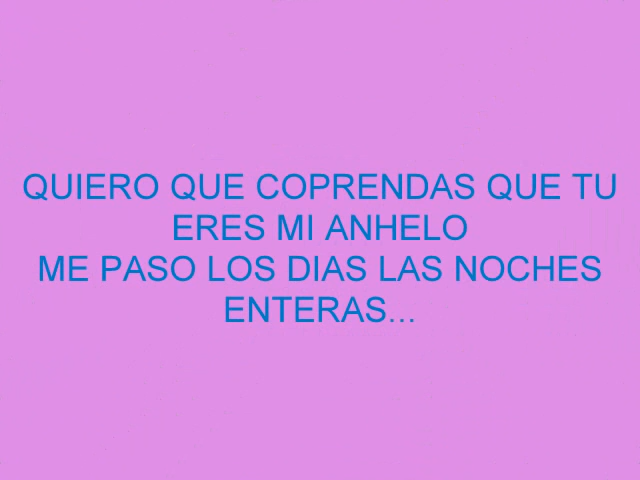 QUIERO QUE COPRENDAS QUE TU
ERES MI ANHELO
ME PASO LOS DIAS LAS NOCHES
ENTERAS...